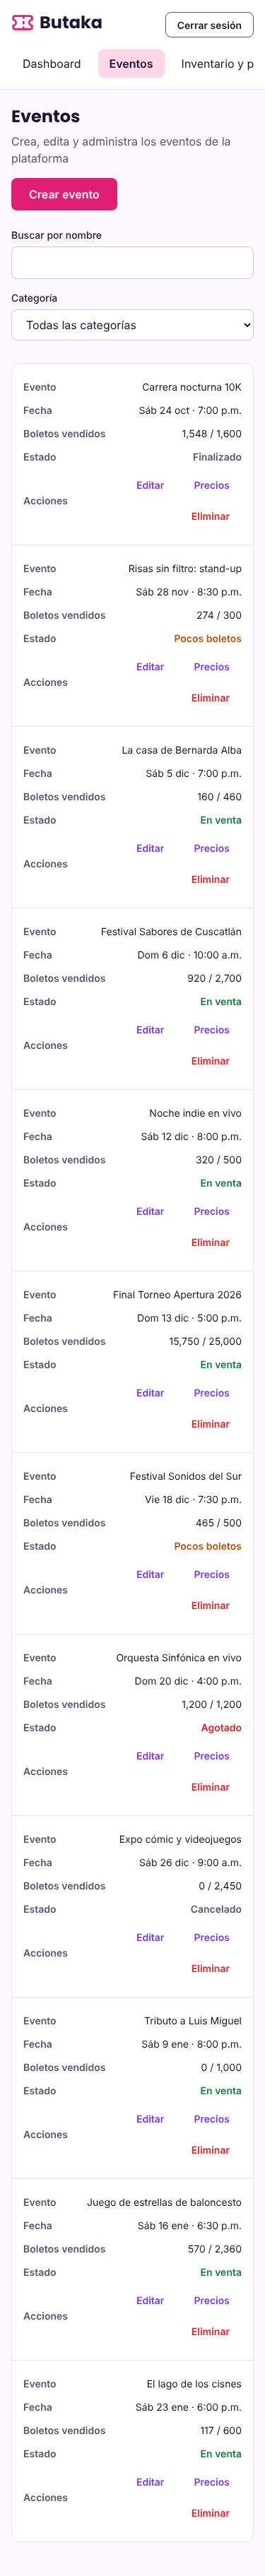 Butaka
Cerrar sesión
Dashboard Eventos Inventario y p
Eventos
Crea, edita y administra los eventos de la
plataforma
Crear evento
Buscar por nombre
Categoría
Todas las categorías
Evento Carrera nocturna 10K
Fecha Sáb 24 oct · 7:00 p.m.
Boletos vendidos 1,548 / 1,600
Estado Finalizado
Editar Precios
Acciones
Eliminar
Evento Risas sin filtro: stand-up
Fecha Sáb 28 nov · 8:30 p.m.
Boletos vendidos 274 / 300
Estado Pocos boletos
Editar Precios
Acciones
Eliminar
Evento La casa de Bernarda Alba
Fecha Sáb 5 dic · 7:00 p.m.
Boletos vendidos 160 / 460
Estado En venta
Editar Precios
Acciones
Eliminar
Evento Festival Sabores de Cuscatlán
Fecha Dom 6 dic · 10:00 a.m.
Boletos vendidos 920 / 2,700
Estado En venta
Editar Precios
Acciones
Eliminar
Evento Noche indie en vivo
Fecha Sáb 12 dic · 8:00 p.m.
Boletos vendidos 320 / 500
Estado En venta
Editar Precios
Acciones
Eliminar
Evento Final Torneo Apertura 2026
Fecha Dom 13 dic · 5:00 p.m.
Boletos vendidos 15,750 / 25,000
Estado En venta
Editar Precios
Acciones
Eliminar
Evento Festival Sonidos del Sur
Fecha Vie 18 dic · 7:30 p.m.
Boletos vendidos 465 / 500
Estado Pocos boletos
Editar Precios
Acciones
Eliminar
Evento Orquesta Sinfónica en vivo
Fecha Dom 20 dic · 4:00 p.m.
Boletos vendidos 1,200 / 1,200
Estado Agotado
Editar Precios
Acciones
Eliminar
Evento Expo cómic y videojuegos
Fecha Sáb 26 dic · 9:00 a.m.
Boletos vendidos 0 / 2,450
Estado Cancelado
Editar Precios
Acciones
Eliminar
Evento Tributo a Luis Miguel
Fecha Sáb 9 ene · 8:00 p.m.
Boletos vendidos 0 / 1,000
Estado En venta
Editar Precios
Acciones
Eliminar
Evento Juego de estrellas de baloncesto
Fecha Sáb 16 ene · 6:30 p.m.
Boletos vendidos 570 / 2,360
Estado En venta
Editar Precios
Acciones
Eliminar
Evento El lago de los cisnes
Fecha Sáb 23 ene · 6:00 p.m.
Boletos vendidos 117 / 600
Estado En venta
Editar Precios
Acciones
Eliminar